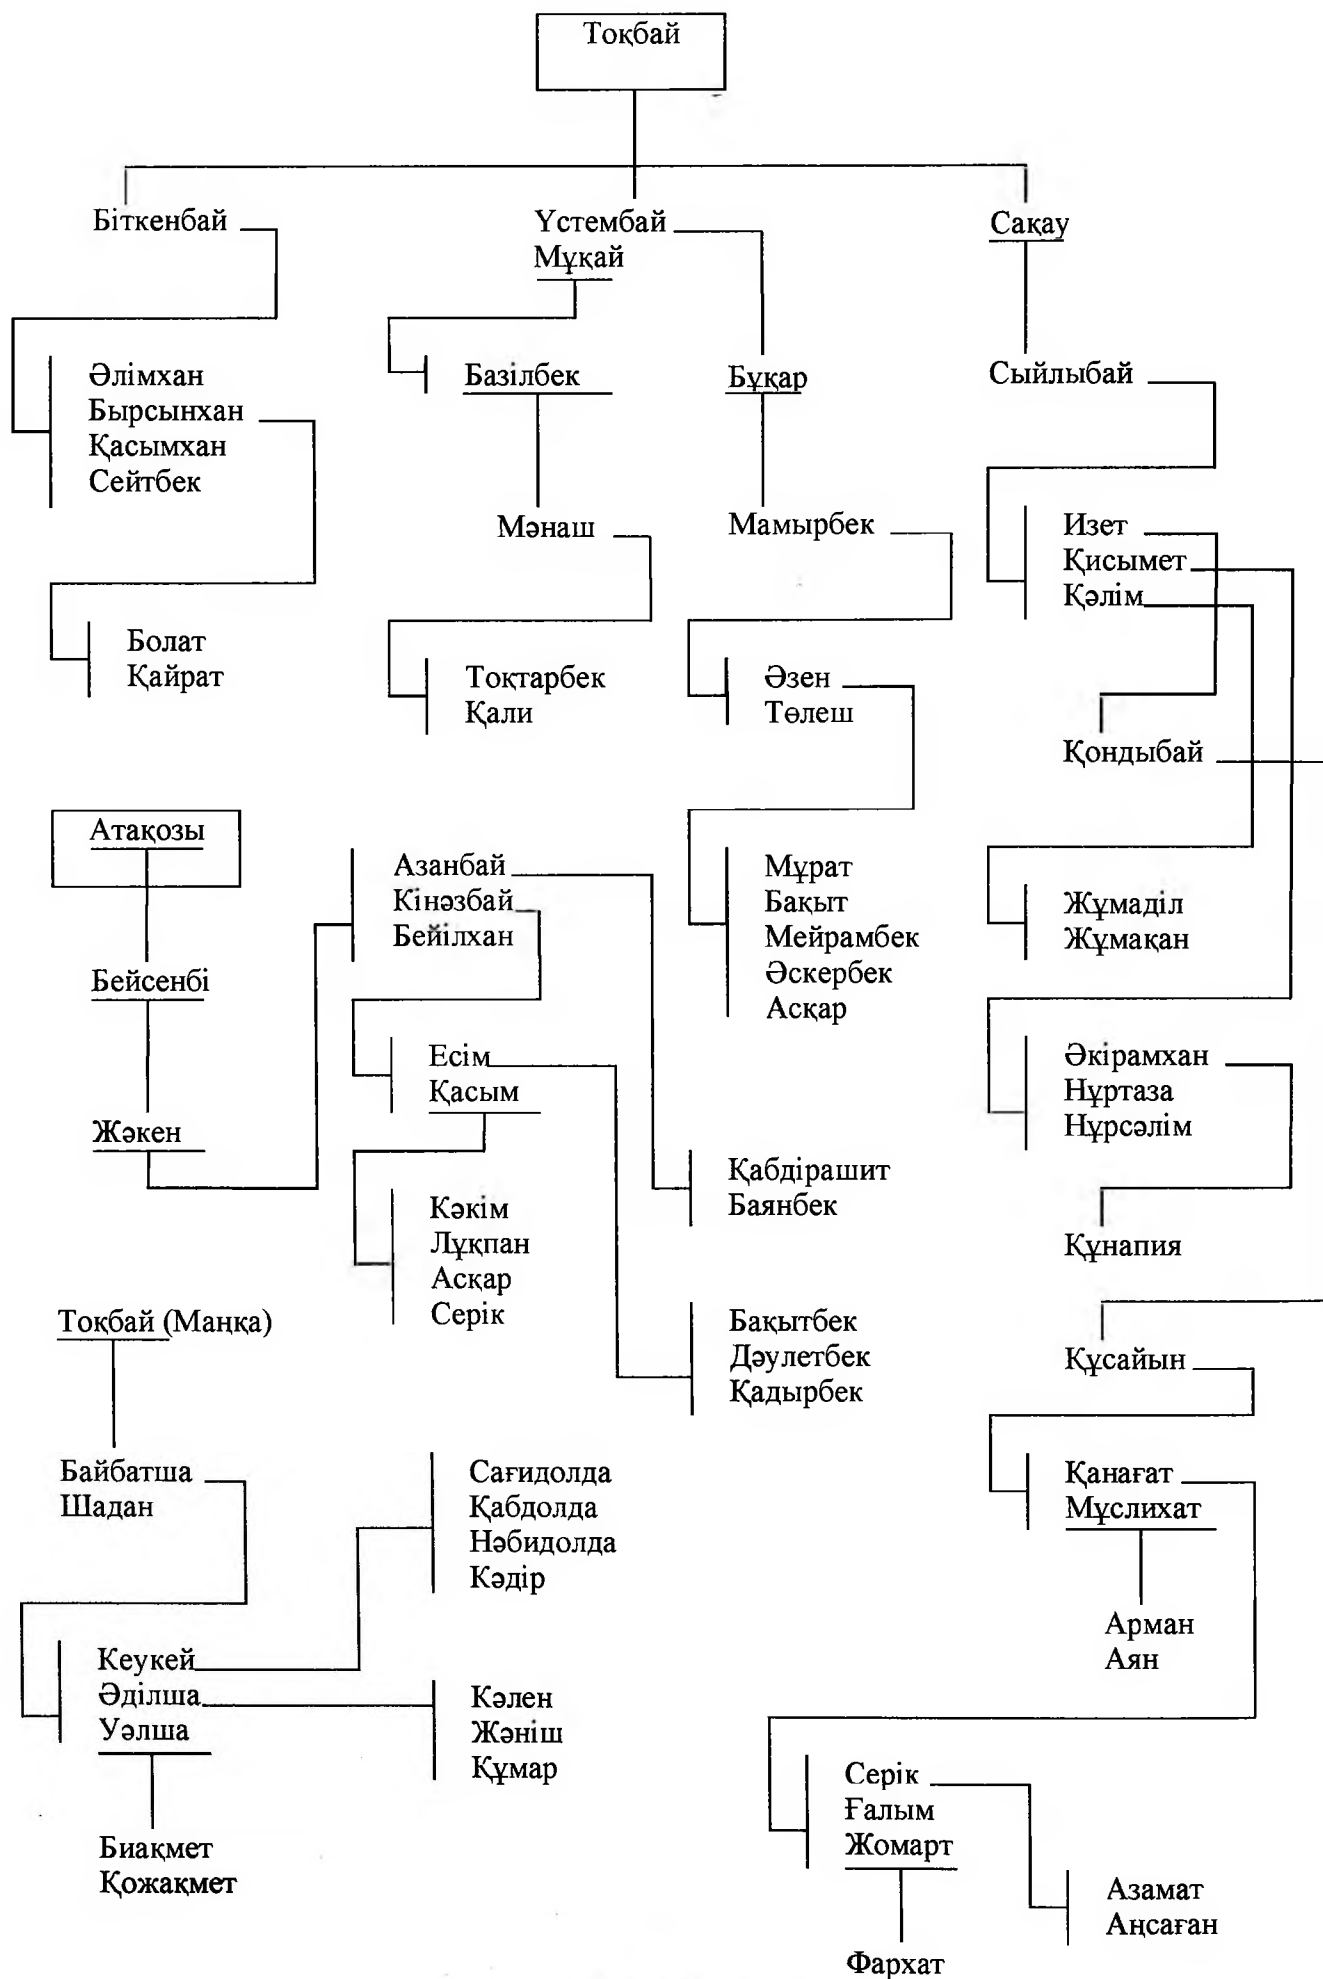 Тоқбай
Біткенбай
Үстембай
Мұқай
Сақау
Әлімхан
Бырсынхан
Қасымхан
Сейтбек
Базілбек
Бұқар
Сыйлыбай
Мәнаш
Мамырбек
Изет
Қисымет
Кәлім
Болат
Қайрат
Тоқтарбек
Қали
Әзен
Төлеш
Қондыбай
Атақозы
Бейсенбі
Жәкен
Азанбай
Кінәзбай
Бейілхан
Мұрат
Бақыт
Мейрамбек
Әскербек
Асқар
Жұмаділ
Жұмақан
Есім
Қасым
Әкірамхан
Нұртаза
Нұрсәлім
Қабдірашит
Баянбек
Кәкім
Лұқпан
Асқар
Серік
Құнапия
Тоқбай (Маңқа)
Бақытбек
Дәулетбек
Қадырбек
Құсайын
Байбатша
Шадан
Сағидолда
Қабдолда
Нәбидолда
Кәдір
Қанағат
Мұслихат
Арман
Аян
Кеукей
Әділша
Уәлша
Кәлен
Жәніш
Құмар
Биақмет
Қожақмет
Серік
Ғалым
Жомарт
Азамат
Аңсаған
Фархат